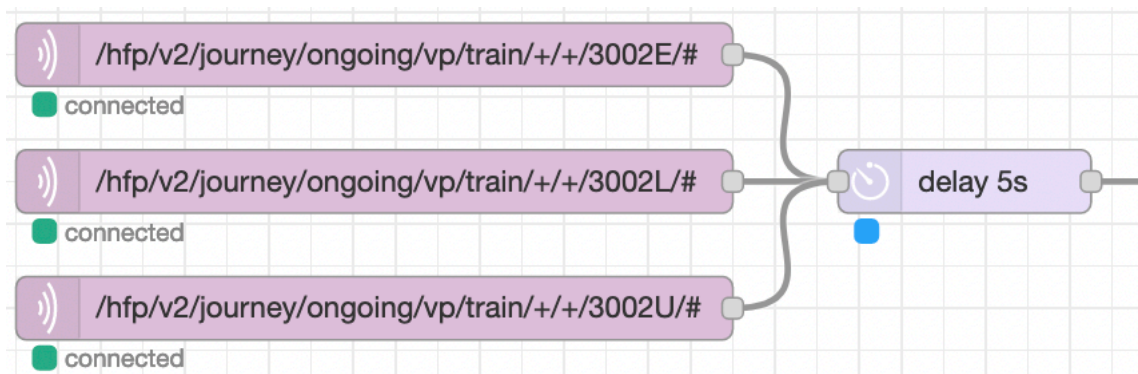 /hfp/v2/journey/ongoing/vp/train/+/+/3002E/#
connected
/hfp/v2/journey/ongoing/vp/train/+/+/3002L/#
delay 5s
connected
/hfp/v2/journey/ongoing/vp/train/+/+/3002U/#
connected